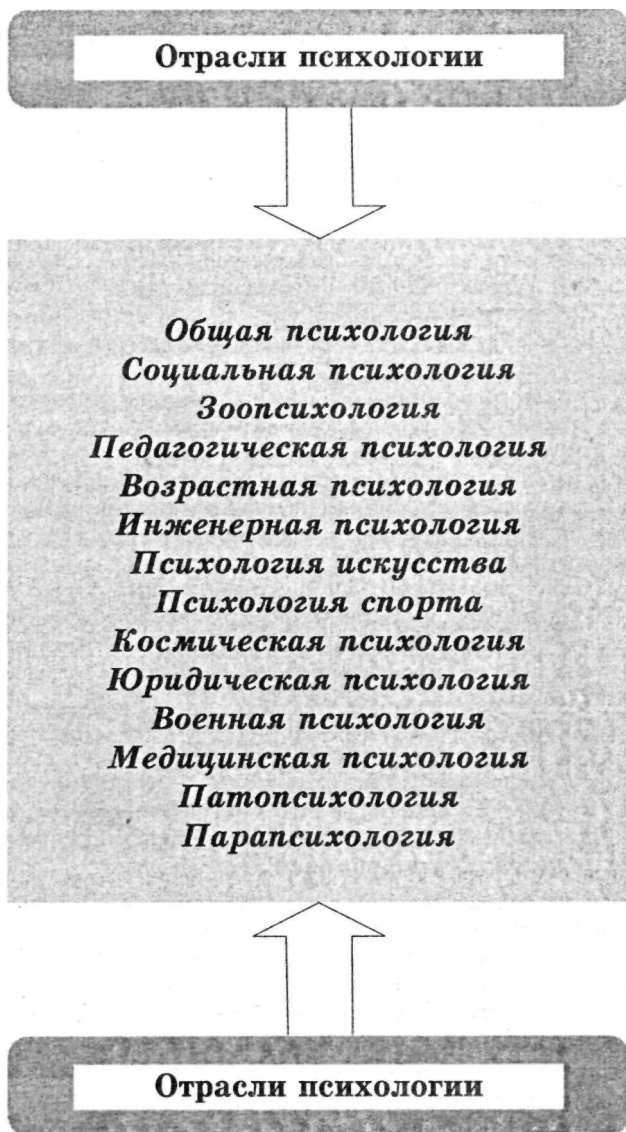 Отрасли психологии
Общая психология
Социальная психология
Зоопсихология
Педагогическая психология
Возрастная психология
Инженерная психология
Психология искусства
Психология спорта
Космическая психология
Юридическая психология
Военная психология
Медицинская психология
Патопсихология
Парапсихология
Отрасли психологии